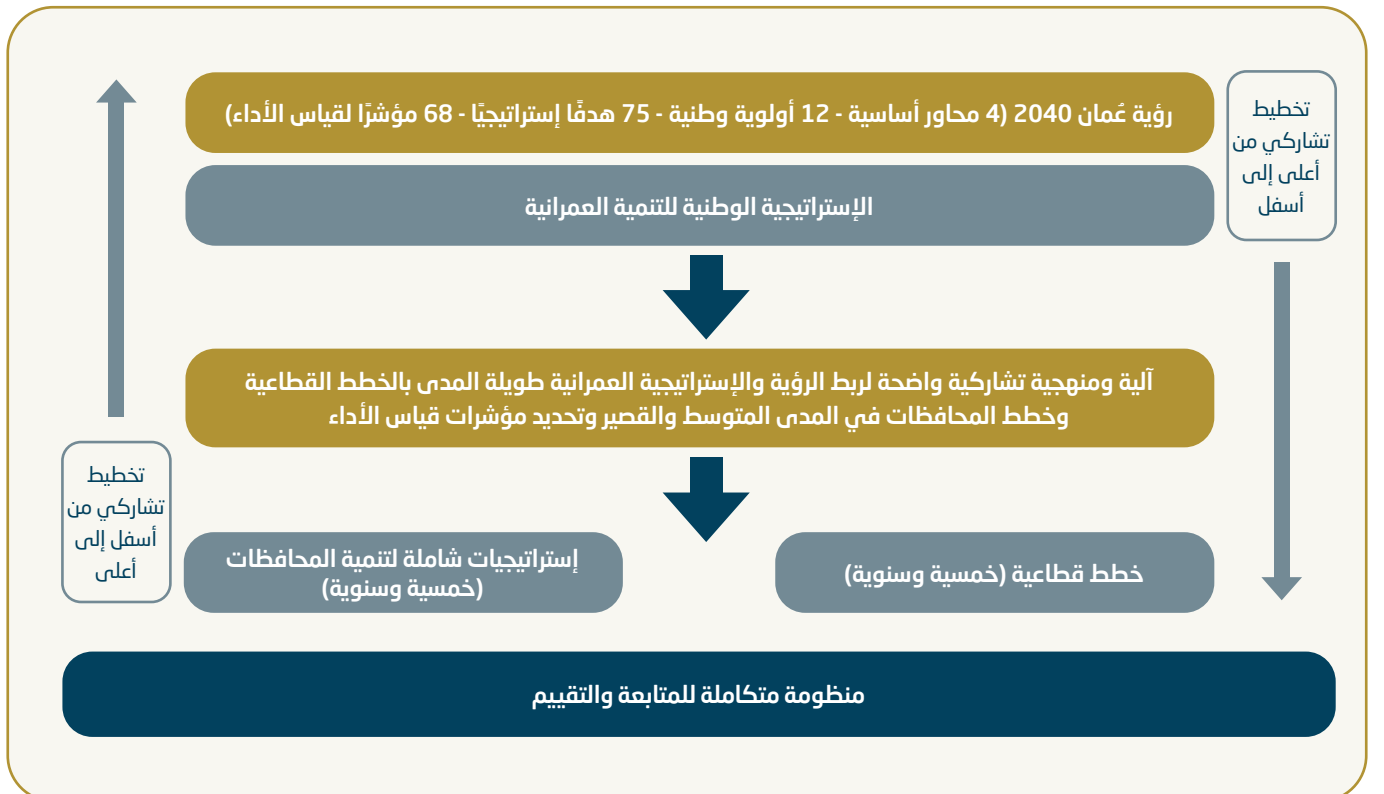 رؤية عُمان 2040 (4 محاور أساسية - 12 أولوية وطنية - 75 هدفًا إستراتيجيًا - 68 مؤشرًا لقياس الأداء)
تخطيط
تشاركي من
أعلى إلى
أسفل
الإستراتيجية الوطنية للتنمية العمرانية
آلية ومنهجية تشاركية واضحة لربط الرؤية والإستراتيجية العمرانية طويلة المدى بالخطط القطاعية
وخطط المحافظات في المدى المتوسط والقصير وتحديد مؤشرات قياس الأداء
خطط قطاعية (خمسية وسنوية)
إستراتيجيات شاملة لتنمية المحافظات
(خمسية وسنوية)
تخطيط
تشاركي من
أسفل إلى
أعلى
منظومة متكاملة للمتابعة والتقييم